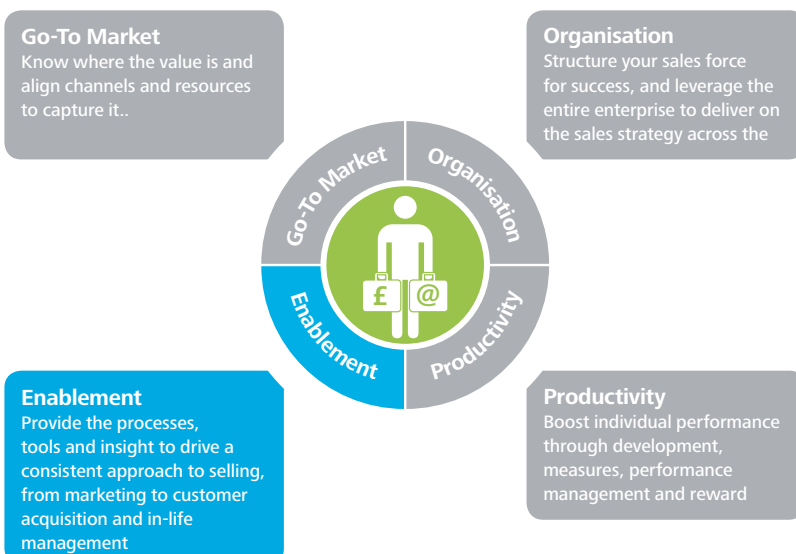 Go-To Market
Know where the value is and
align channels and resources
to capture it..
Organisation
Structure your sales force
for success, and leverage the
entire enterprise to deliver on
the sales strategy across the
Go-To Market
Organisation
£ @
Enablement
Productivity
Enablement
Provide the processes,
tools and insight to drive a
consistent approach to selling,
from marketing to customer
acquisition and in-life
management
Productivity
Boost individual performance
through development,
measures, performance
management and reward